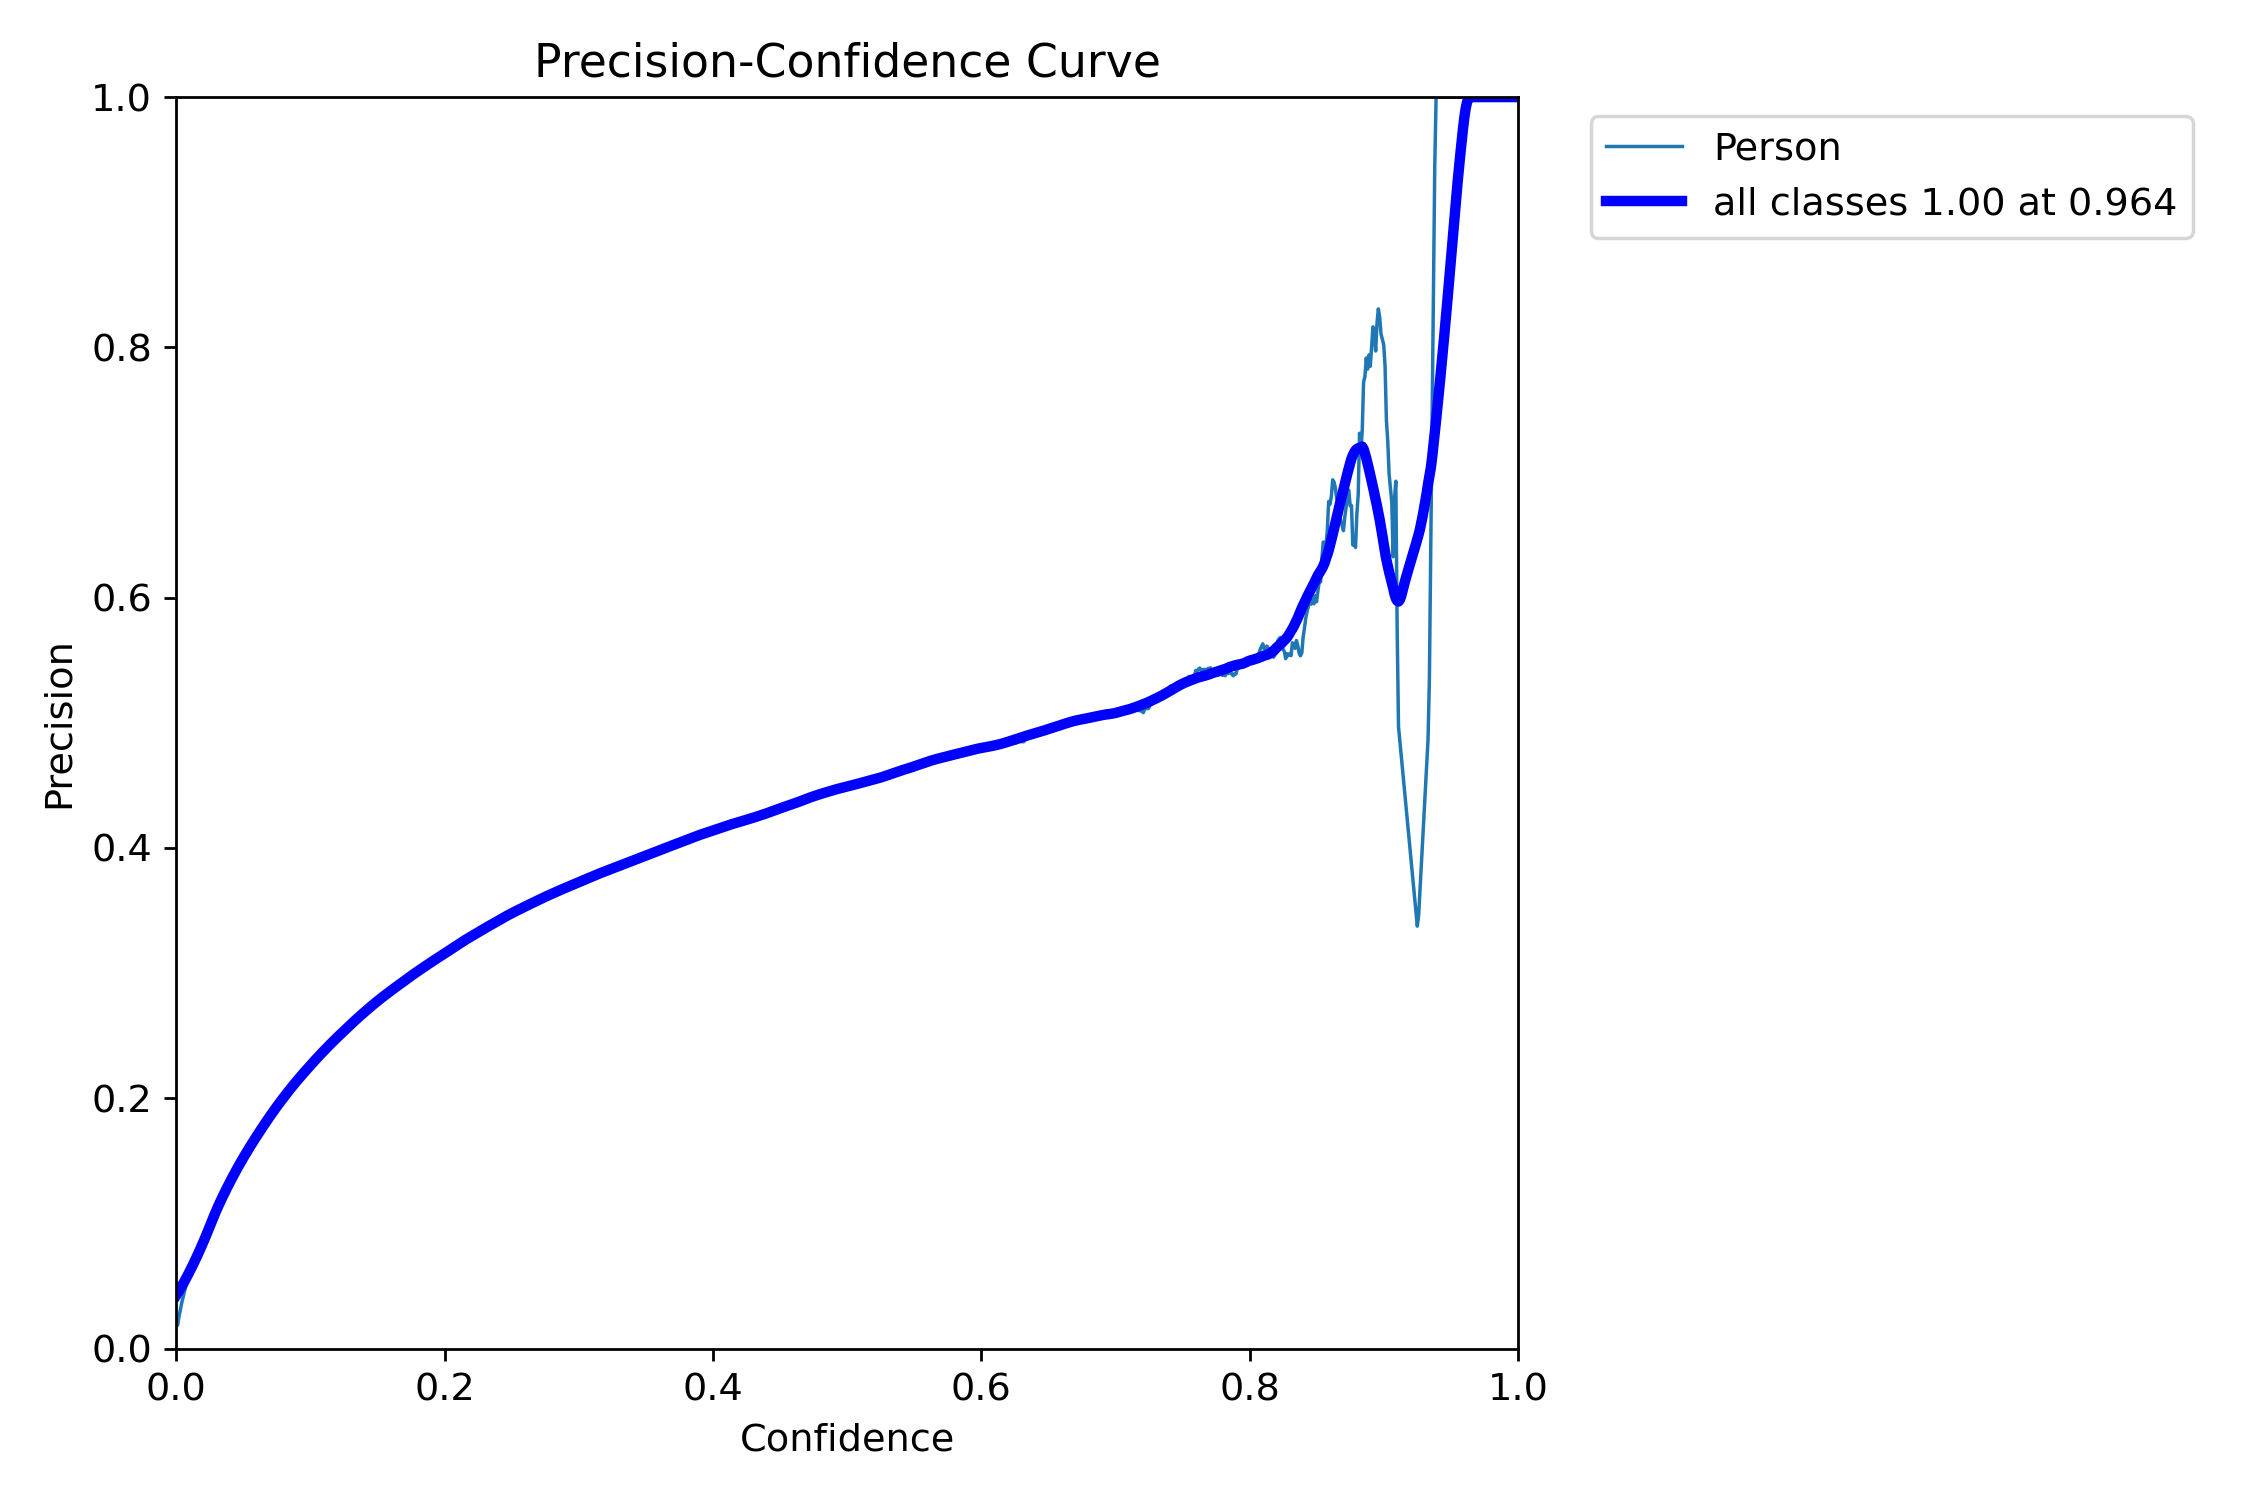 Precision-Confidence Curve
1.0
0.8
0.6
0.4
0.2
0.0
Precision
0.0 0.2 0.4 0.6 0.8 1.0
Confidence
Person
all classes 1.00 at 0.964